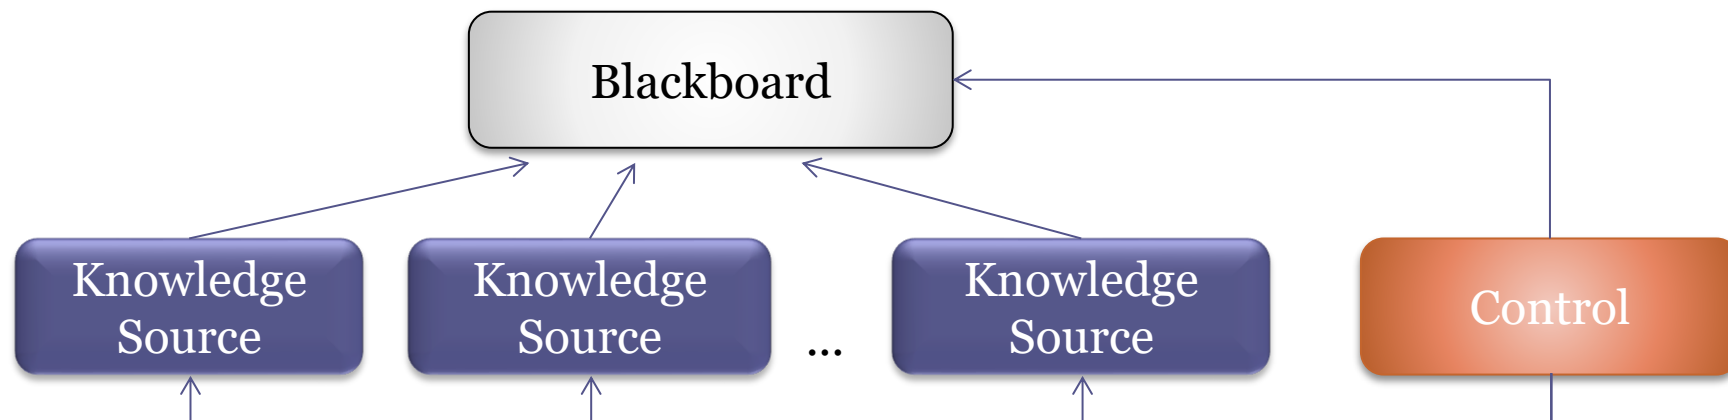 Blackboard
Knowledge
Source
Knowledge
Source
...
Knowledge
Source
Control